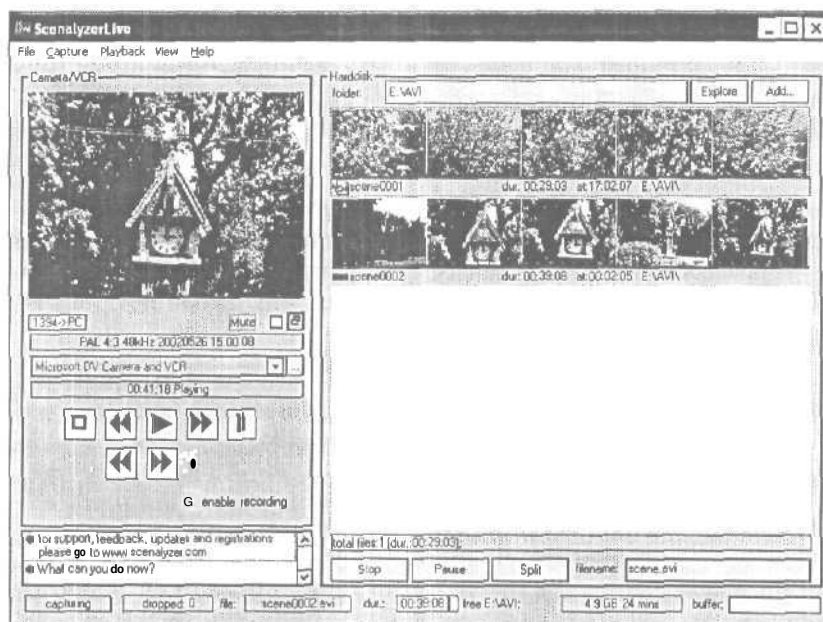 ScenalyzerLive
File Capture Playback View Help
Camera/VCR
1394->PC Mute
PAL 4:3 48kHz 20020526 15:00:08
Microsoft DV Camera and VCR ...
00:41:18 Playing
G enable recording
for support, feedback, updates and registrations
please go to www.scenalyzer.com
What can you do now?
Harddisk
folder: E:\AVI Explore Add...
scene0001 dur: 00:29.03 at:17:02:07 E:\AVI\
scene0002 dur: 00:39:08 at:00:02:05 E:\AVI\
total files:1 [dur.:00:29.03];
Stop Pause Split filename: scene.avi
capturing dropped: 0 file: scene0002.avi dur.: 00:39:08 free E:\AVI\: 4.9 GB 24 mins buffer: